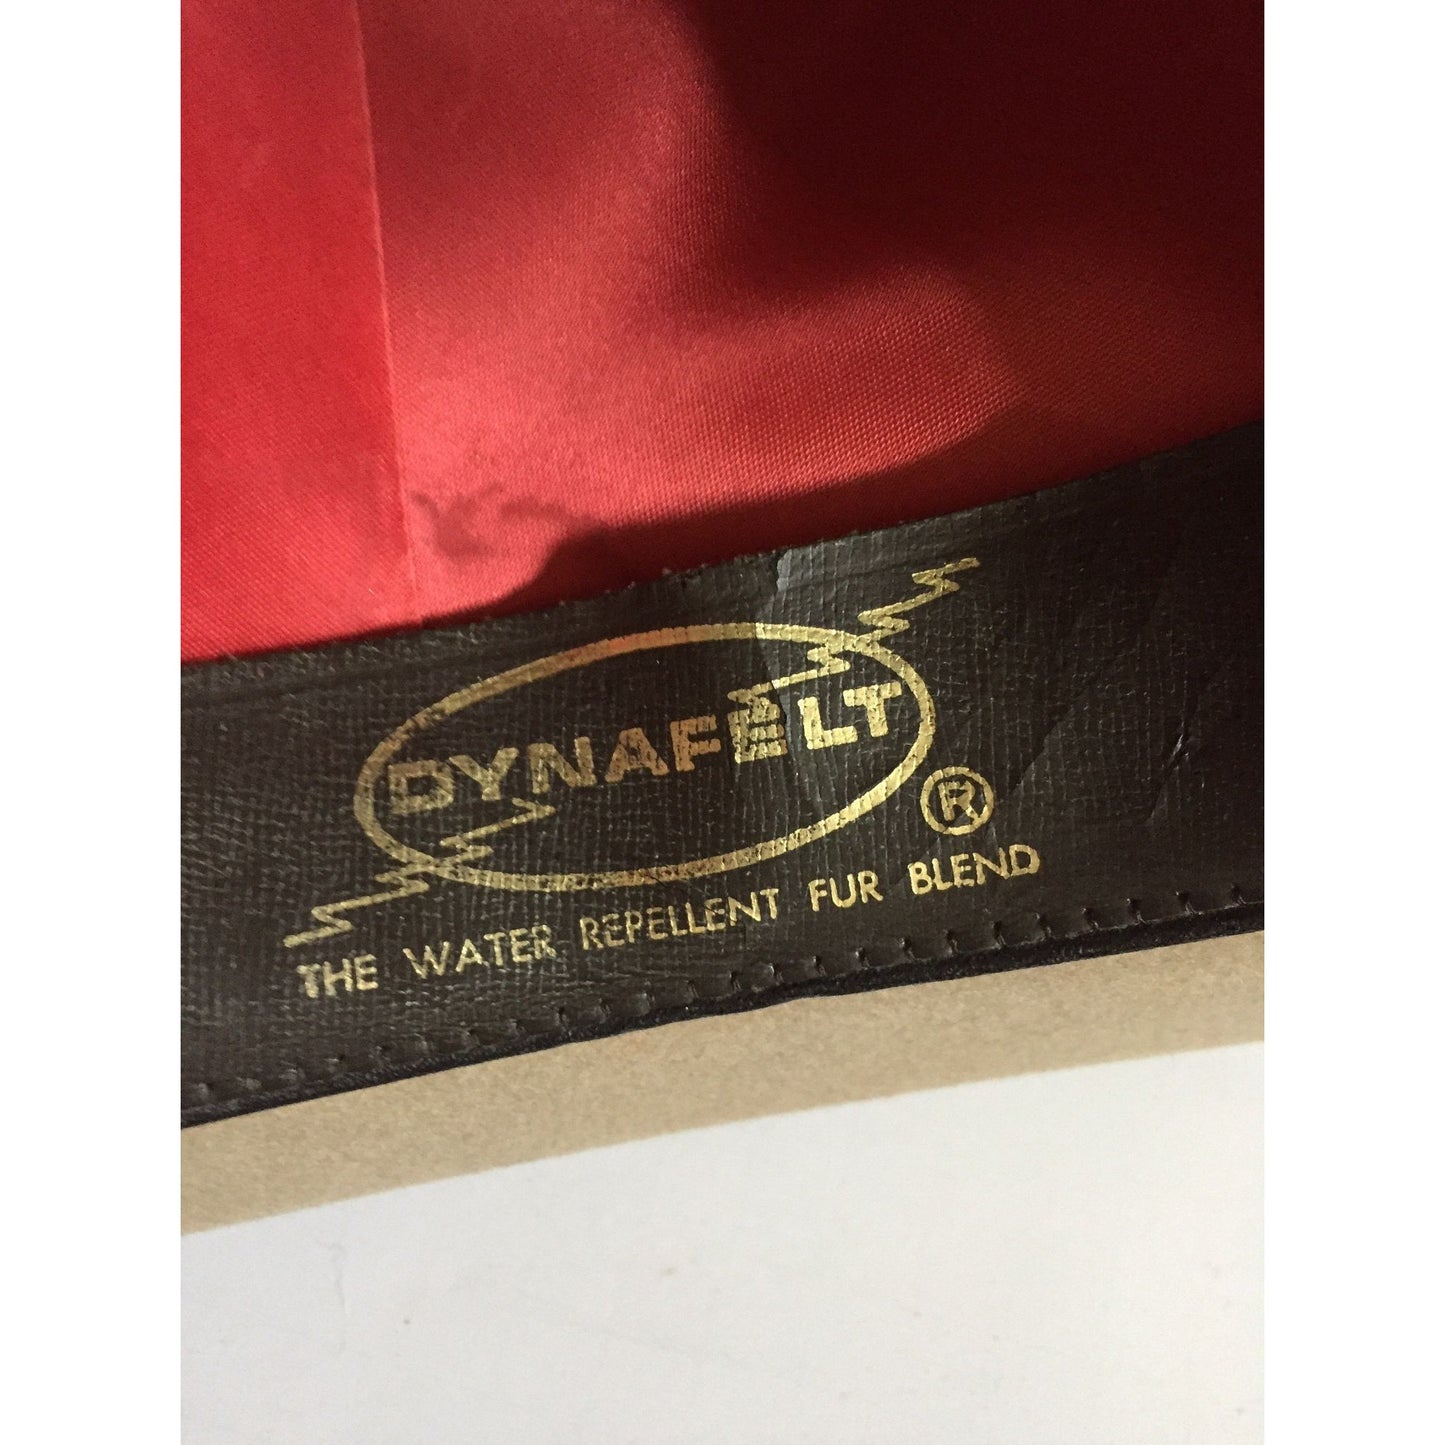 DYNAFELT
®
THE WATER REPELLENT FUR BLEND